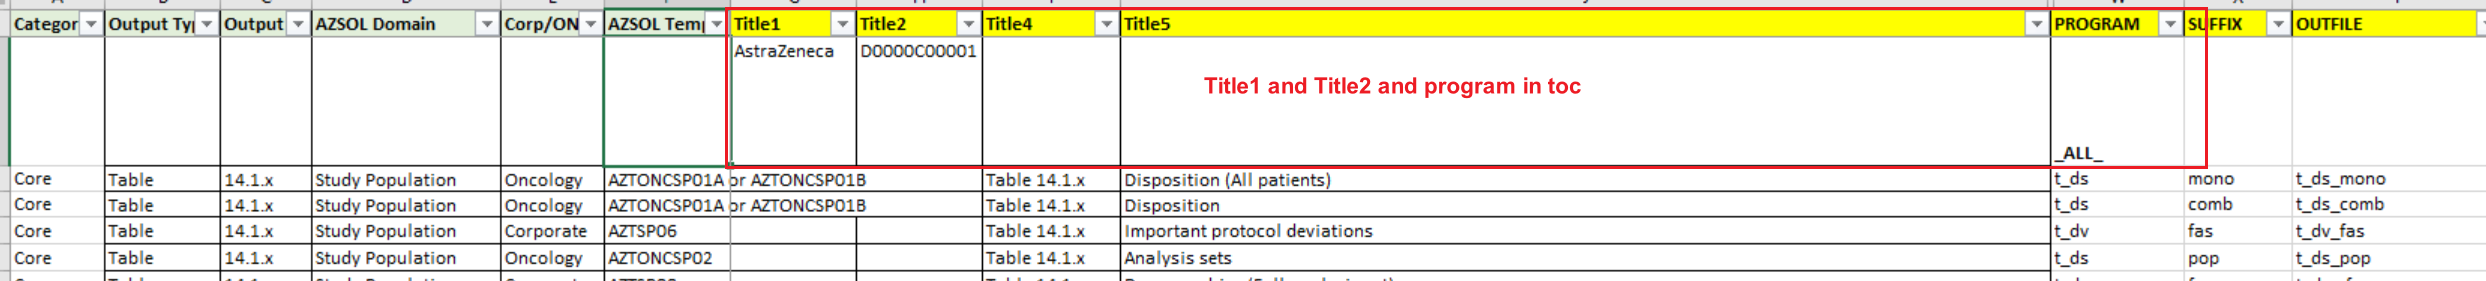 Categor Output Ty Output AZSOL Domain Corp/ON AZSOL Temp Title1 Title2 Title4 Title5 PROGRAM SUFFIX OUTFILE
AstraZeneca D0000C00001
Title1 and Title2 and program in toc
_ALL_
Core Table 14.1.x Study Population Oncology AZTONCSP01A or AZTONCSP01B Table 14.1.x Disposition (All patients) t_ds mono t_ds_mono
Core Table 14.1.x Study Population Oncology AZTONCSP01A or AZTONCSP01B Table 14.1.x Disposition t_ds comb t_ds_comb
Core Table 14.1.x Study Population Corporate AZTSP06 Table 14.1.x Important protocol deviations t_dv fas t_dv_fas
Core Table 14.1.x Study Population Oncology AZTONCSP02 Table 14.1.x Analysis sets t_ds pop t_ds_pop